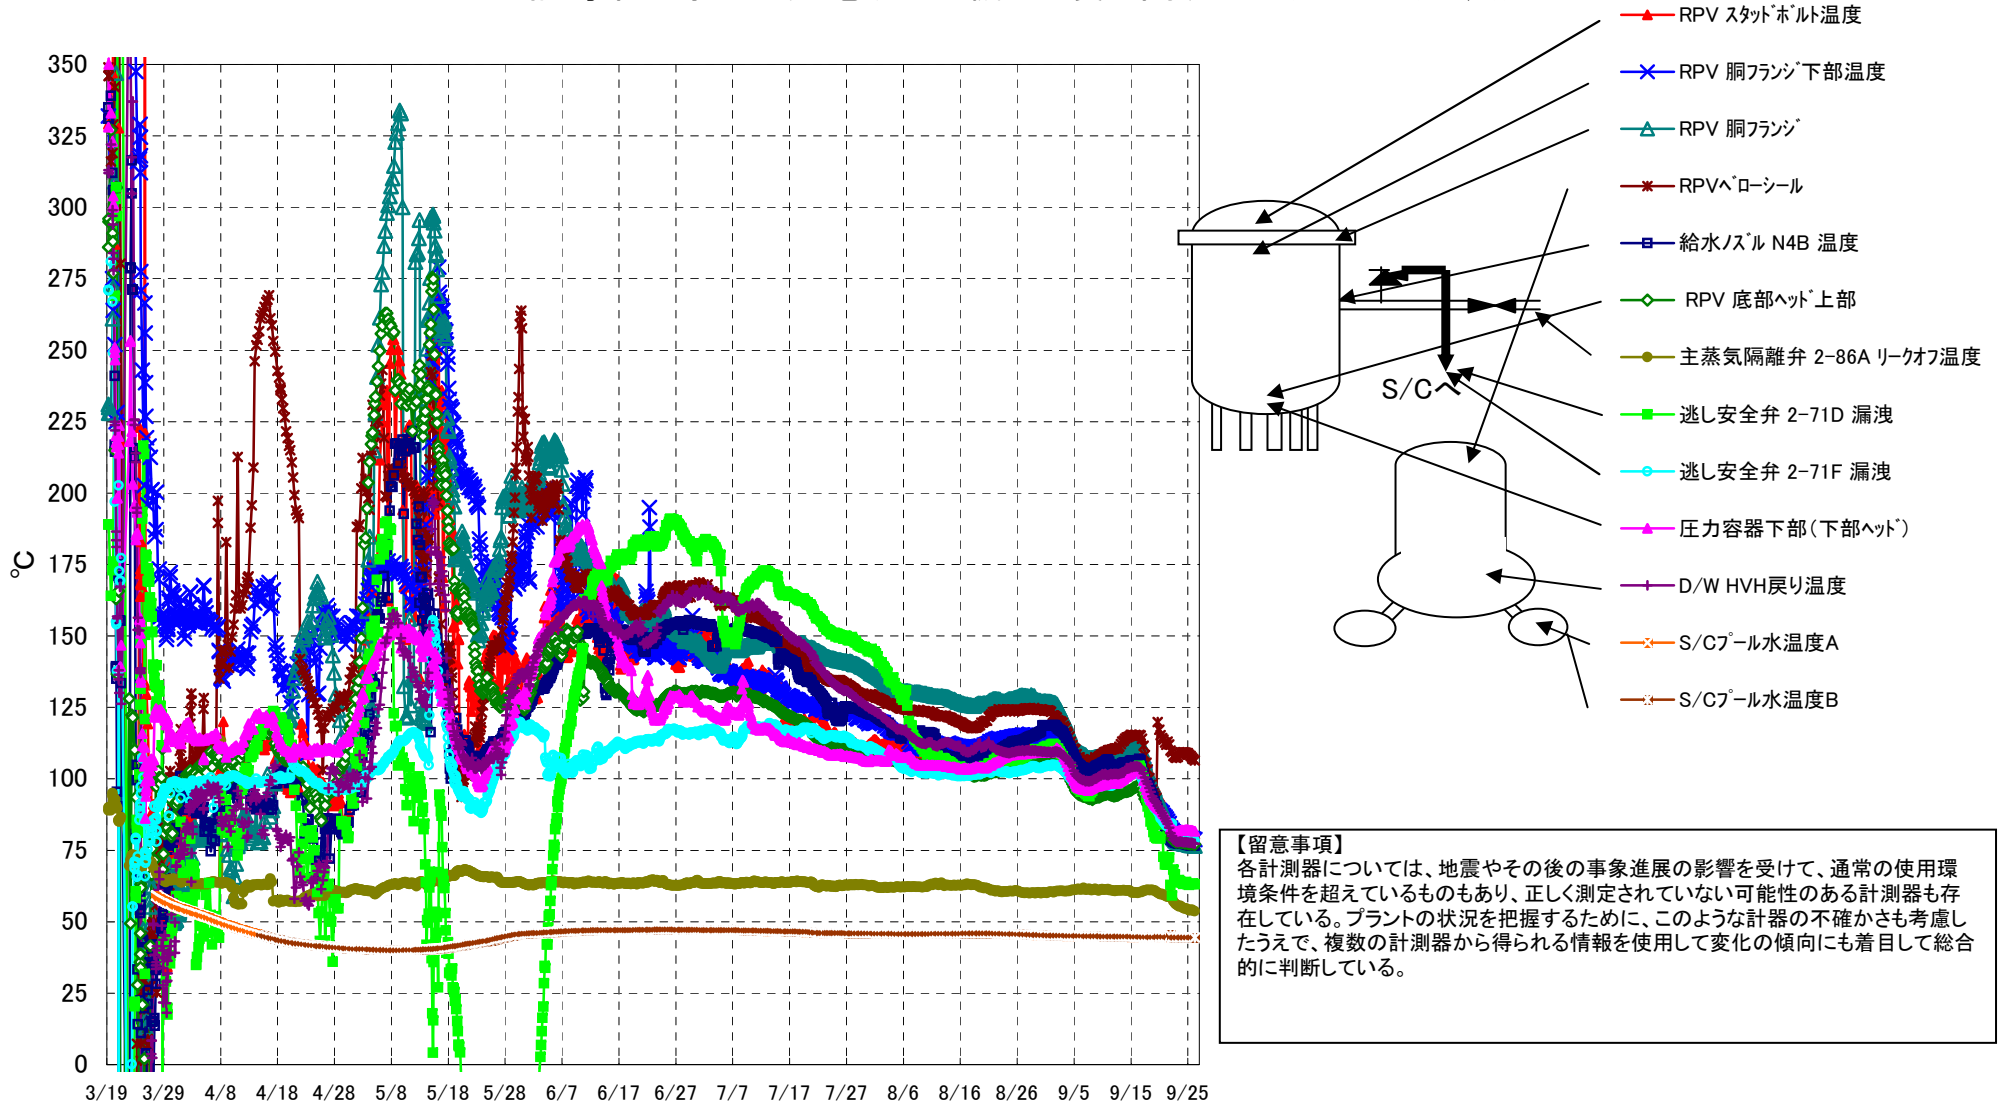 RPV スタッドボルト温度
RPV 胴フランジ下部温度
RPV 胴フランジ
RPVベローシール
給水ノズル N4B 温度
RPV 底部ヘッド上部
主蒸気隔離弁 2-86A リークオフ温度
逃し安全弁 2-71D 漏洩
逃し安全弁 2-71F 漏洩
圧力容器下部(下部ヘッド)
D/W HVH戻り温度
S/Cプール水温度A
S/Cプール水温度B
S/Cへ
℃
350
325
300
275
250
225
200
175
150
125
100
75
50
25
0
3/19 3/29 4/8 4/18 4/28 5/8 5/18 5/28 6/7 6/17 6/27 7/7 7/17 7/27 8/6 8/16 8/26 9/5 9/15 9/25
【留意事項】
各計測器については、地震やその後の事象進展の影響を受けて、通常の使用環
境条件を超えているものもあり、正しく測定されていない可能性のある計測器も存
在している。プラントの状況を把握するために、このような計器の不確かさも考慮し
たうえで、複数の計測器から得られる情報を使用して変化の傾向にも着目して総合
的に判断している。